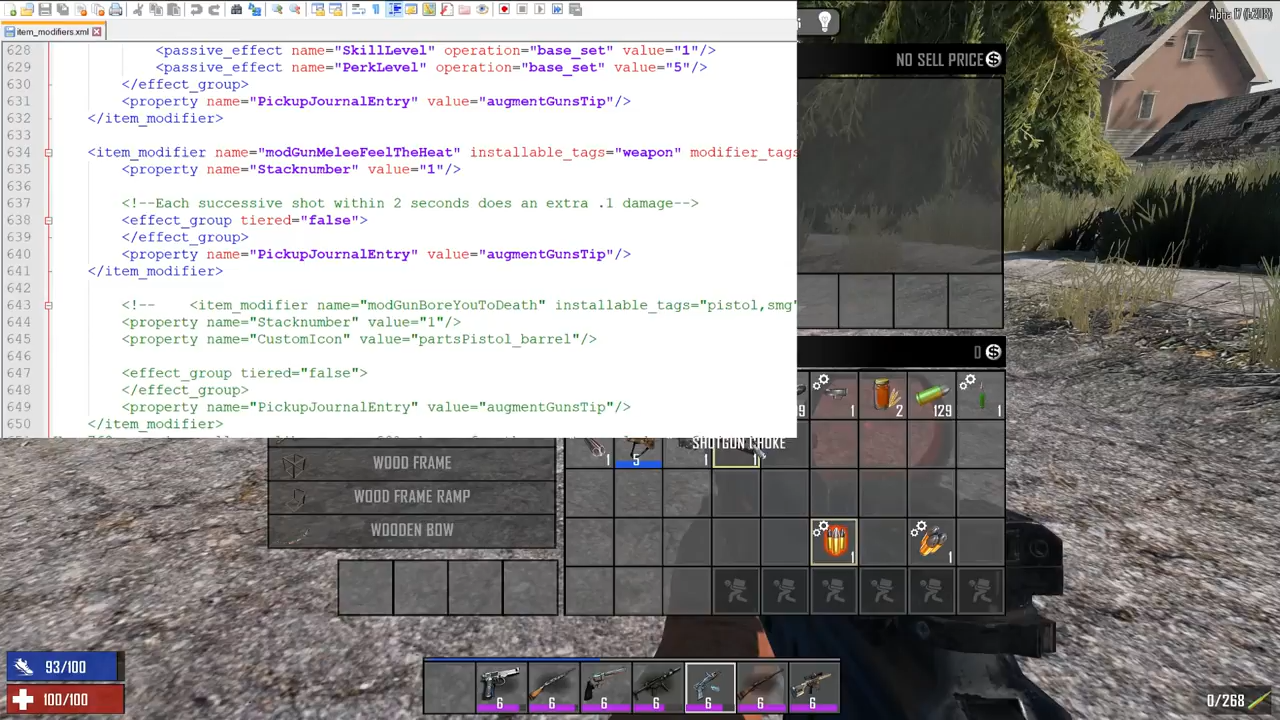 item_modifiers.xml
628 <passive_effect name="SkillLevel" operation="base_set" value="1"/>
629 <passive_effect name="PerkLevel" operation="base_set" value="5"/>
630 </effect_group>
631 <property name="PickupJournalEntry" value="augmentGunsTip"/>
632 </item_modifier>
633
634 <item_modifier name="modGunMeleeFeelTheHeat" installable_tags="weapon" modifier_tags
635 <property name="Stacknumber" value="1"/>
636
637 <!--Each successive shot within 2 seconds does an extra .1 damage-->
638 <effect_group tiered="false">
639 </effect_group>
640 <property name="PickupJournalEntry" value="augmentGunsTip"/>
641 </item_modifier>
642
643 <!-- <item_modifier name="modGunBoreYouToDeath" installable_tags="pistol,smg"
644 <property name="Stacknumber" value="1"/>
645 <property name="CustomIcon" value="partsPistol_barrel"/>
646
647 <effect_group tiered="false">
648 </effect_group>
649 <property name="PickupJournalEntry" value="augmentGunsTip"/>
650 </item_modifier>
NO SELL PRICE $
0 $
1 2 129 1
SHOTGUN CHOKE
1 5 1 1
WOOD FRAME
WOOD FRAME RAMP
WOODEN BOW
1 1
93/100
100/100
6 6 6 6 6 6 6
0/268